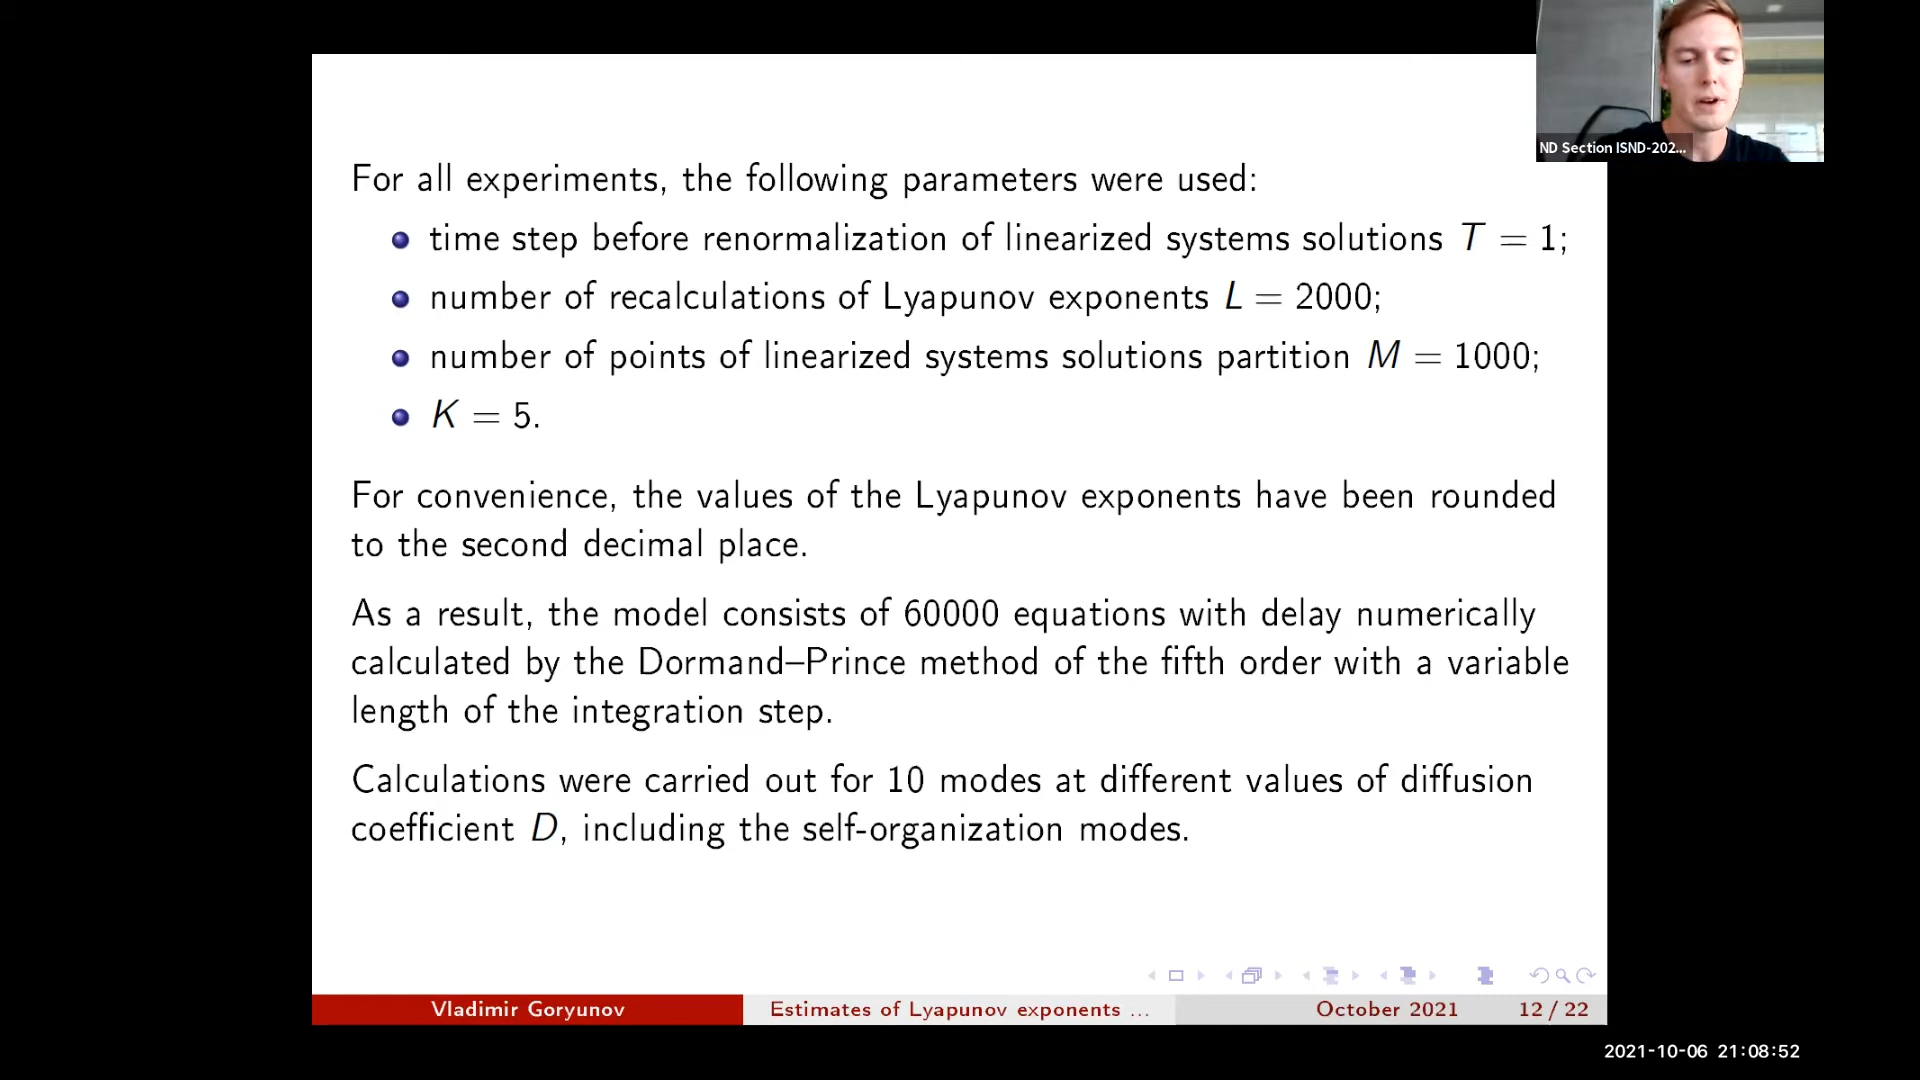 ND Section ISND-202...
For all experiments, the following parameters were used:
time step before renormalization of linearized systems solutions T = 1;
number of recalculations of Lyapunov exponents L = 2000;
number of points of linearized systems solutions partition M = 1000;
K = 5.
For convenience, the values of the Lyapunov exponents have been rounded
to the second decimal place.
As a result, the model consists of 60000 equations with delay numerically
calculated by the Dormand–Prince method of the fifth order with a variable
length of the integration step.
Calculations were carried out for 10 modes at different values of diffusion
coefficient D, including the self-organization modes.
Vladimir Goryunov Estimates of Lyapunov exponents ... October 2021 12 / 22
2021-10-06 21:08:52